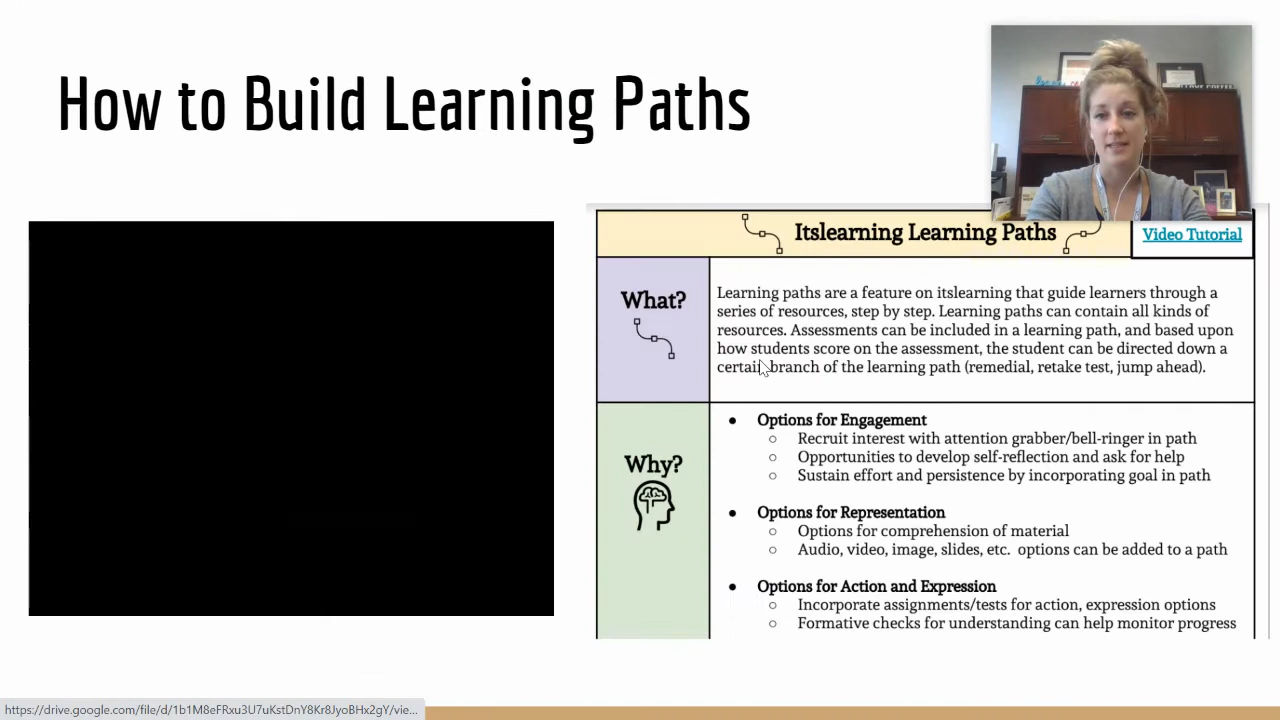 How to Build Learning Paths
Itslearning Learning Paths
Video Tutorial
What?
Learning paths are a feature on itslearning that guide learners through a
series of resources, step by step. Learning paths can contain all kinds of
resources. Assessments can be included in a learning path, and based upon
how students score on the assessment, the student can be directed down a
certain branch of the learning path (remedial, retake test, jump ahead).
Why?
● Options for Engagement
○ Recruit interest with attention grabber/bell-ringer in path
○ Opportunities to develop self-reflection and ask for help
○ Sustain effort and persistence by incorporating goal in path
● Options for Representation
○ Options for comprehension of material
○ Audio, video, image, slides, etc. options can be added to a path
● Options for Action and Expression
○ Incorporate assignments/tests for action, expression options
○ Formative checks for understanding can help monitor progress
https://drive.google.com/file/d/1b1M8eFRxu3U7uKstDnY8Kr8JyoBHx2gY/vie...